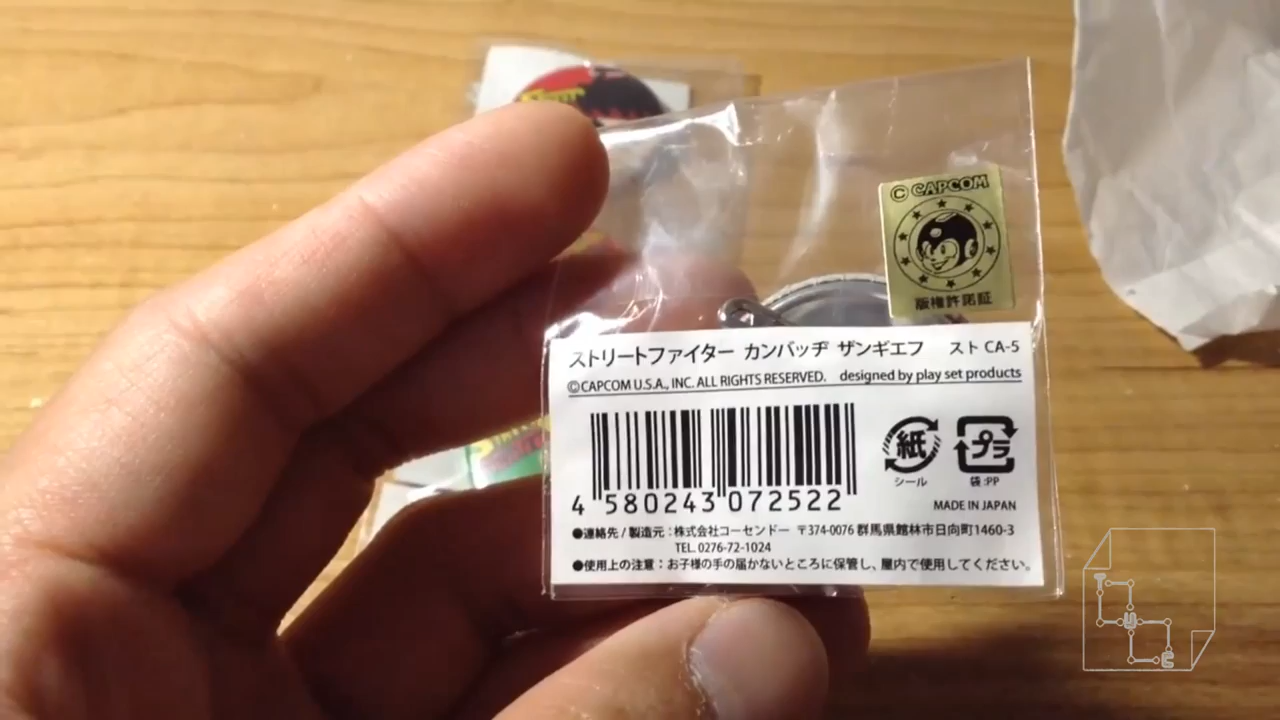 © CAPCOM
版権許諾証
ストリートファイター カンバッヂ ザンギエフ スト CA-5
©CAPCOM U.S.A., INC. ALL RIGHTS RESERVED. designed by play set products
4 580243 072522
紙
シール
プラ
袋:PP
MADE IN JAPAN
●連絡先 / 製造元:株式会社コーセンドー 〒374-0076 群馬県館林市日向町1460-3
TEL. 0276-72-1024
●使用上の注意:お子様の手の届かないところに保管し、屋内で使用してください。
T
U
C